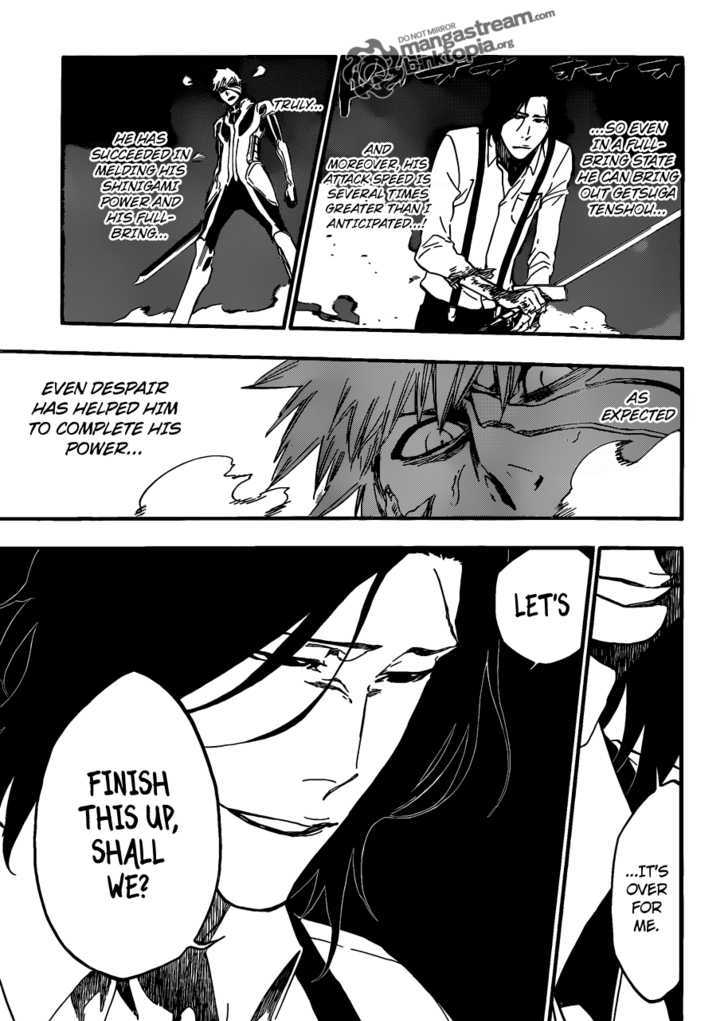 DO NOT MIRROR
mangastream.com
binktopia.org
...SO EVEN
IN A FULL-
BRING STATE
HE CAN BRING
OUT GETSUGA
TENSHOU...
AND
MOREOVER, HIS
ATTACK SPEED IS
SEVERAL TIMES
GREATER THAN I
ANTICIPATED...!
TRULY...
HE HAS
SUCCEEDED IN
MELDING HIS
SHINIGAMI
POWER AND
HIS FULL-
BRING...
AS
EXPECTED
EVEN DESPAIR
HAS HELPED HIM
TO COMPLETE HIS
POWER...
...IT'S
OVER
FOR
ME.
LET'S
FINISH
THIS UP,
SHALL
WE?